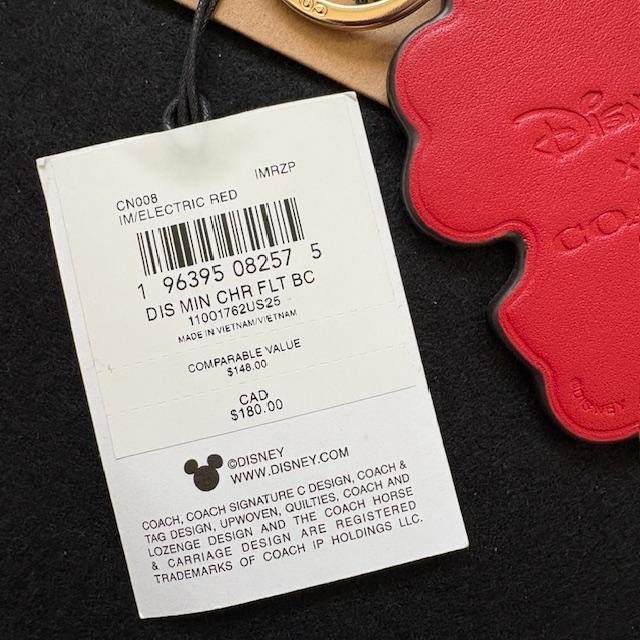 CN008 IMRZP
IM/ELECTRIC RED
1 96395 08257 5
DIS MIN CHR FLT BC
11001762US25
MADE IN VIETNAM/VIETNAM
COMPARABLE VALUE
$148.00
CAD
$180.00
©DISNEY
WWW.DISNEY.COM
COACH, COACH SIGNATURE C DESIGN, COACH &
TAG DESIGN, UPWOVEN, QUILTIES, COACH AND
LOZENGE DESIGN AND THE COACH HORSE
& CARRIAGE DESIGN ARE REGISTERED
TRADEMARKS OF COACH IP HOLDINGS LLC.
Disn
×
COA
©DISNEY